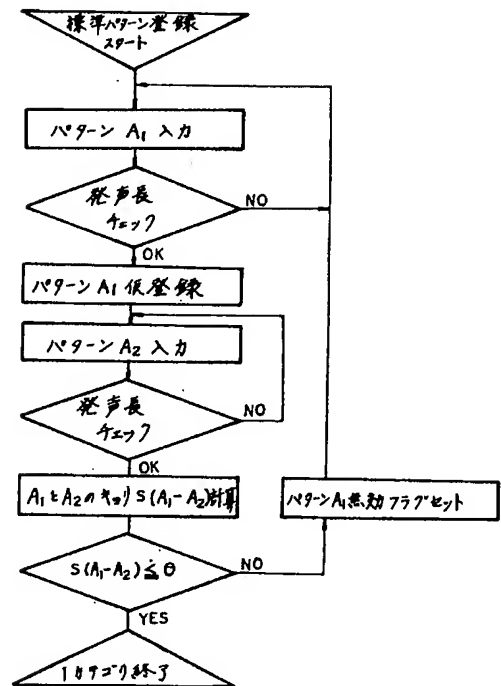 標準パターン登録
スタート
パターン A₁ 入力
発声長
チェック
NO
OK
パターン A₁ 仮登録
パターン A₂ 入力
発声長
チェック
NO
OK
A₁とA₂のキョリ S(A₁-A₂)計算
パターン A₁ 無効フラグセット
S(A₁-A₂)≦θ
NO
YES
1カテゴリ終了